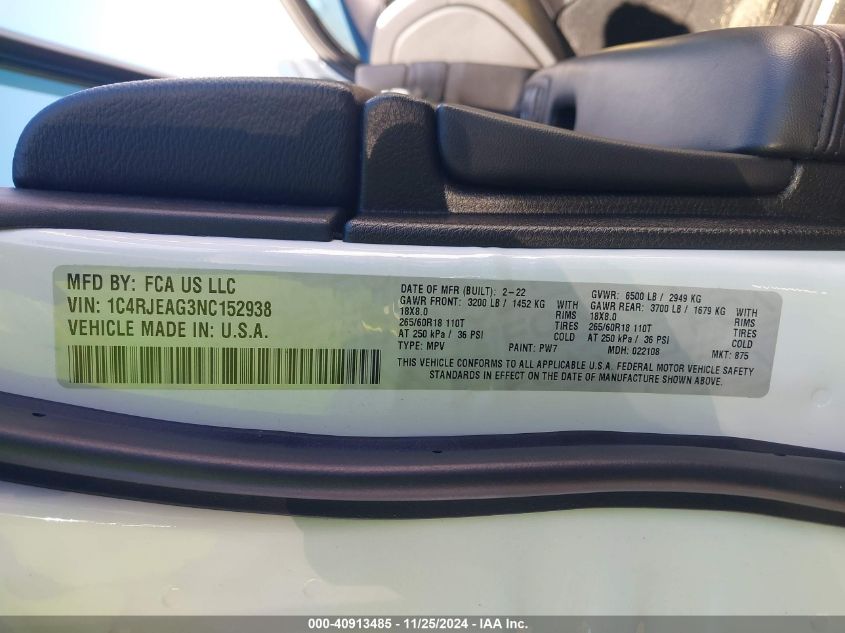 MFD BY: FCA US LLC
VIN: 1C4RJEAG3NC152938
VEHICLE MADE IN U.S.A.
DATE OF MFR (BUILT): 2-22
GAWR FRONT: 3200 LB / 1452 KG
18X8.0 RIMS
265/60R18 110T TIRES
AT 250 kPa / 36 PSI COLD
TYPE: MPV PAINT: PW7
GVWR: 6500 LB / 2949 KG
GAWR REAR: 3700 LB / 1679 KG
18X8.0 RIMS
265/60R18 110T TIRES
AT 250 kPa / 36 PSI COLD
MDH: 022108 MKT: 875
THIS VEHICLE CONFORMS TO ALL APPLICABLE U.S.A. FEDERAL MOTOR VEHICLE SAFETY
STANDARDS IN EFFECT ON THE DATE OF MANUFACTURE SHOWN ABOVE.
000-40913485 - 11/25/2024 - IAA Inc.